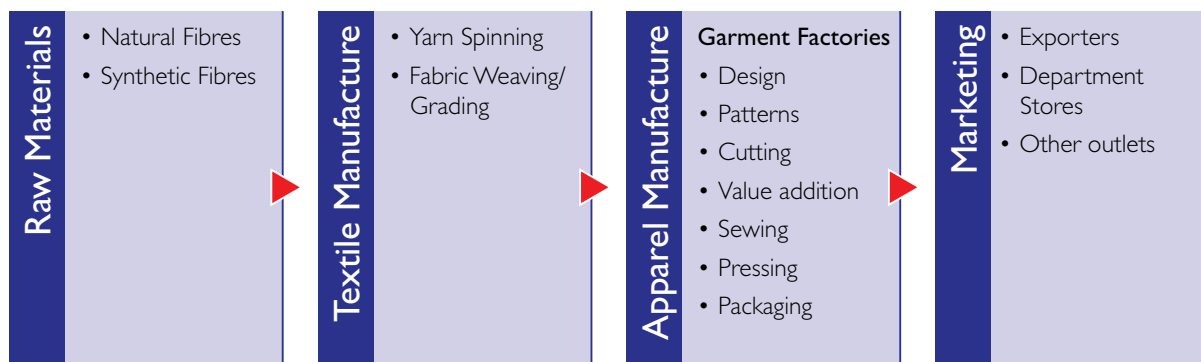 Raw Materials
• Natural Fibres
• Synthetic Fibres
Textile Manufacture
• Yarn Spinning
• Fabric Weaving/
Grading
Apparel Manufacture
Garment Factories
• Design
• Patterns
• Cutting
• Value addition
• Sewing
• Pressing
• Packaging
Marketing
• Exporters
• Department
Stores
• Other outlets